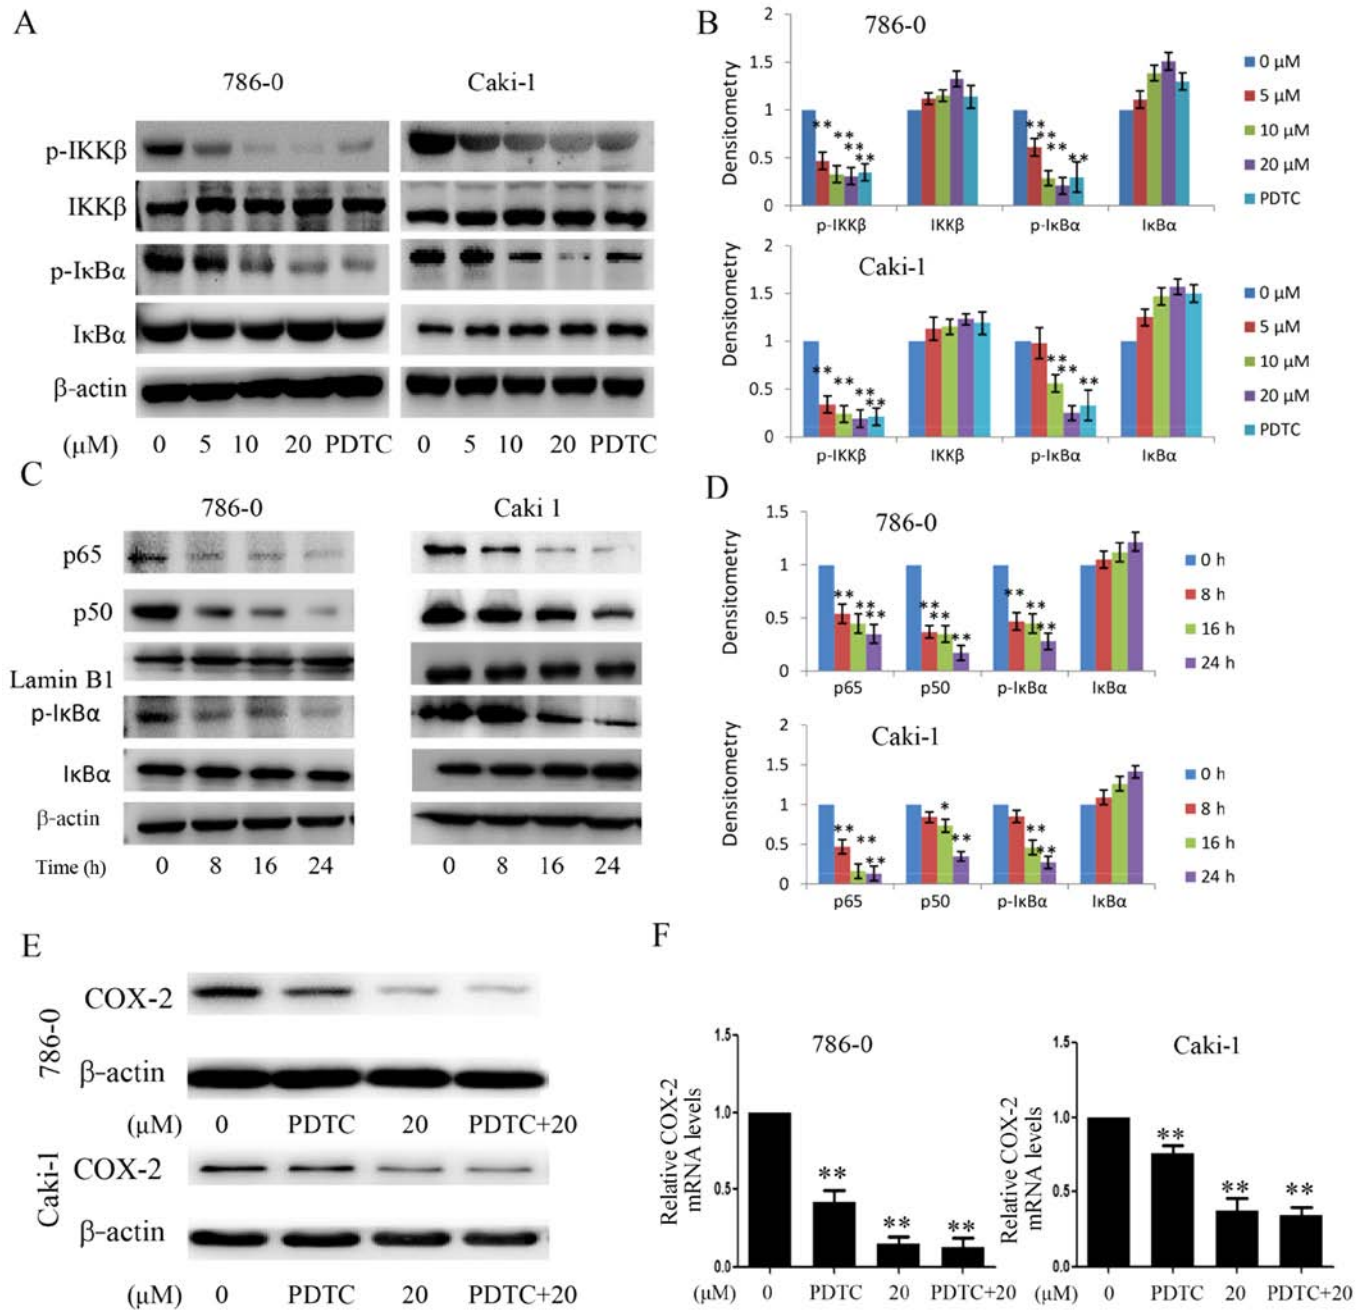 A
786-0
Caki-1
p-IKKβ
IKKβ
p-IκBα
IκBα
β-actin
(μM) 0 5 10 20 PDTC 0 5 10 20 PDTC
B
786-0
Densitometry
2
1.5
1
0.5
0
** ** ** **
** ** ** **
p-IKKβ IKKβ p-IκBα IκBα
0 μM
5 μM
10 μM
20 μM
PDTC
Caki-1
Densitometry
2
1.5
1
0.5
0
** ** ** **
** ** **
p-IKKβ IKKβ p-IκBα IκBα
0 μM
5 μM
10 μM
20 μM
PDTC
C
786-0
Caki 1
p65
p50
Lamin B1
p-IκBα
IκBα
β-actin
Time (h) 0 8 16 24 0 8 16 24
D
786-0
Densitometry
1.5
1
0.5
0
** ** **
** ** **
** ** **
p65 p50 p-IκBα IκBα
0 h
8 h
16 h
24 h
Caki-1
Densitometry
2
1.5
1
0.5
0
** ** **
* **
** **
p65 p50 p-IκBα IκBα
0 h
8 h
16 h
24 h
E
786-0
COX-2
β-actin
(μM) 0 PDTC 20 PDTC+20
Caki-1
COX-2
β-actin
(μM) 0 PDTC 20 PDTC+20
F
786-0
Relative COX-2
mRNA levels
1.5
1.0
0.5
0.0
** ** **
(μM) 0 PDTC 20 PDTC+20
Caki-1
Relative COX-2
mRNA levels
1.5
1.0
0.5
0.0
** ** **
(μM) 0 PDTC 20 PDTC+20